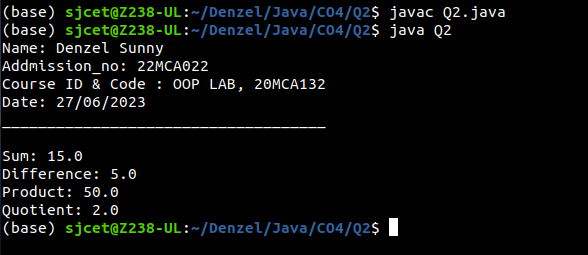 (base) sjcet@Z238-UL:~/Denzel/Java/CO4/Q2$ javac Q2.java
(base) sjcet@Z238-UL:~/Denzel/Java/CO4/Q2$ java Q2
Name: Denzel Sunny
Addmission_no: 22MCA022
Course ID & Code : OOP LAB, 20MCA132
Date: 27/06/2023
____________________________________
Sum: 15.0
Difference: 5.0
Product: 50.0
Quotient: 2.0
(base) sjcet@Z238-UL:~/Denzel/Java/CO4/Q2$